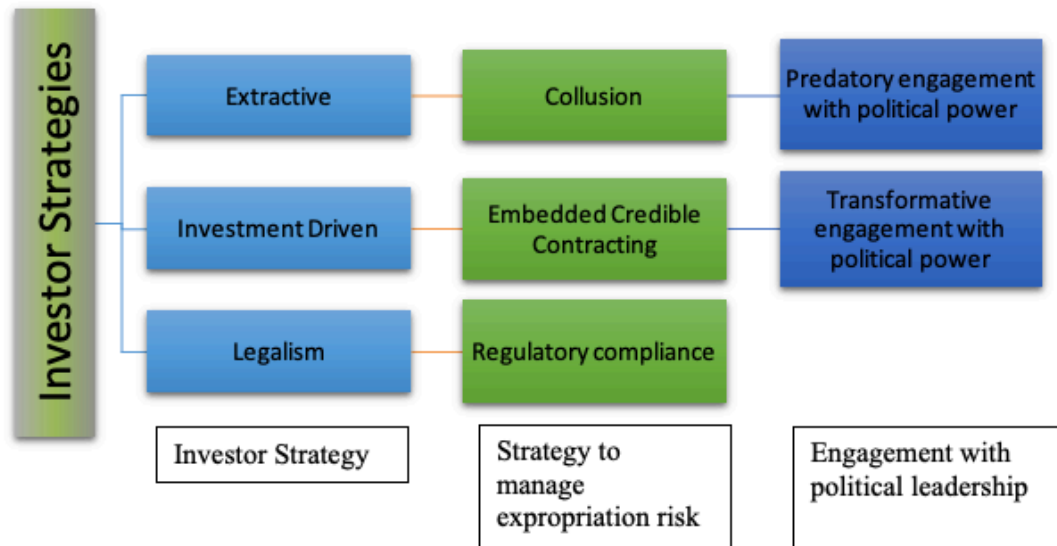 Investor Strategies
Extractive
Collusion
Predatory engagement
with political power
Investment Driven
Embedded Credible
Contracting
Transformative
engagement with
political power
Legalism
Regulatory compliance
Investor Strategy
Strategy to
manage
expropriation risk
Engagement with
political leadership